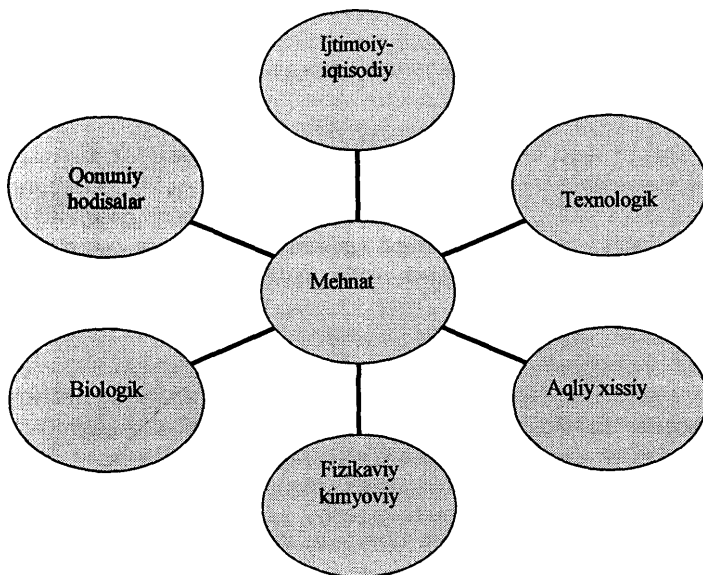 Ijtimoiy-
iqtisodiy
Qonuniy
hodisalar
Texnologik
Mehnat
Biologik
Aqliy xissiy
Fizikaviy
kimyoviy